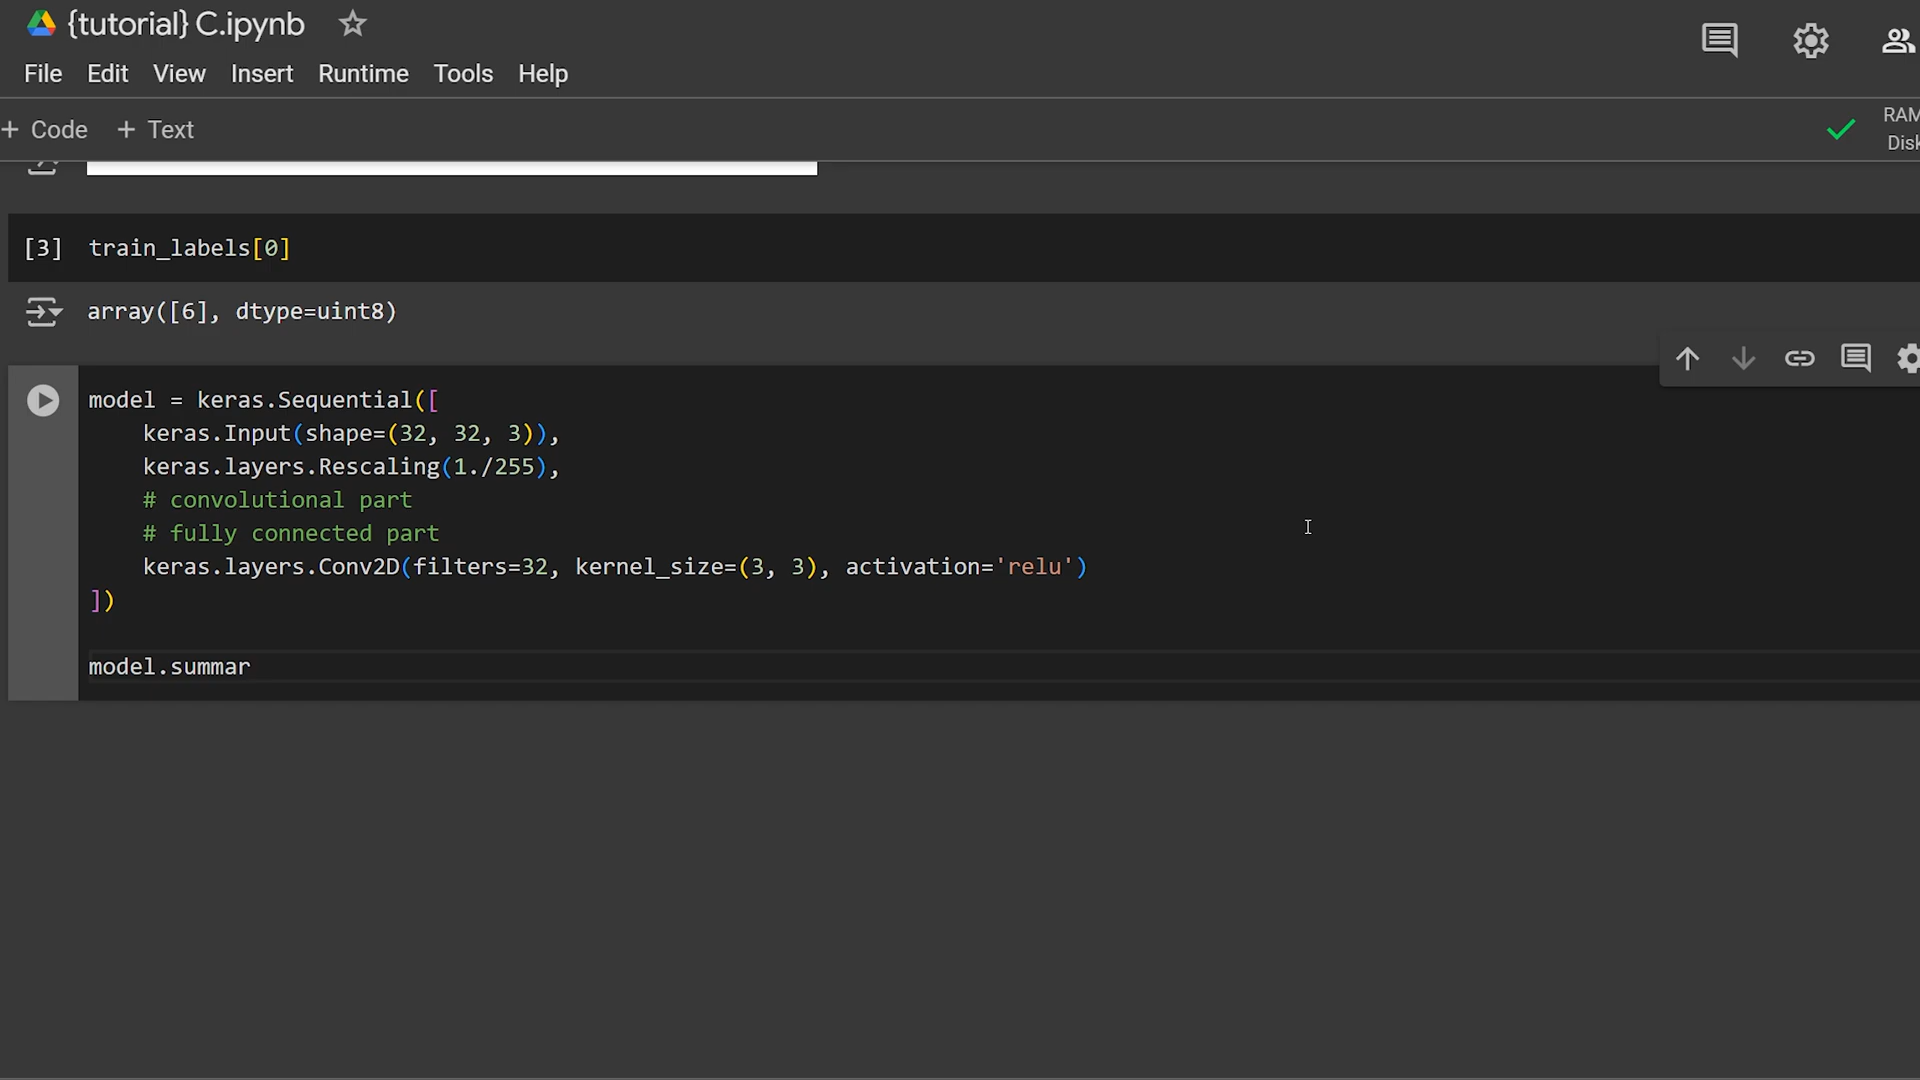 {tutorial} C.ipynb
File Edit View Insert Runtime Tools Help
+ Code + Text
RAM
Disk
[3] train_labels[0]
array([6], dtype=uint8)
model = keras.Sequential([
    keras.Input(shape=(32, 32, 3)),
    keras.layers.Rescaling(1./255),
    # convolutional part
    # fully connected part
    keras.layers.Conv2D(filters=32, kernel_size=(3, 3), activation='relu')
])
model.summar